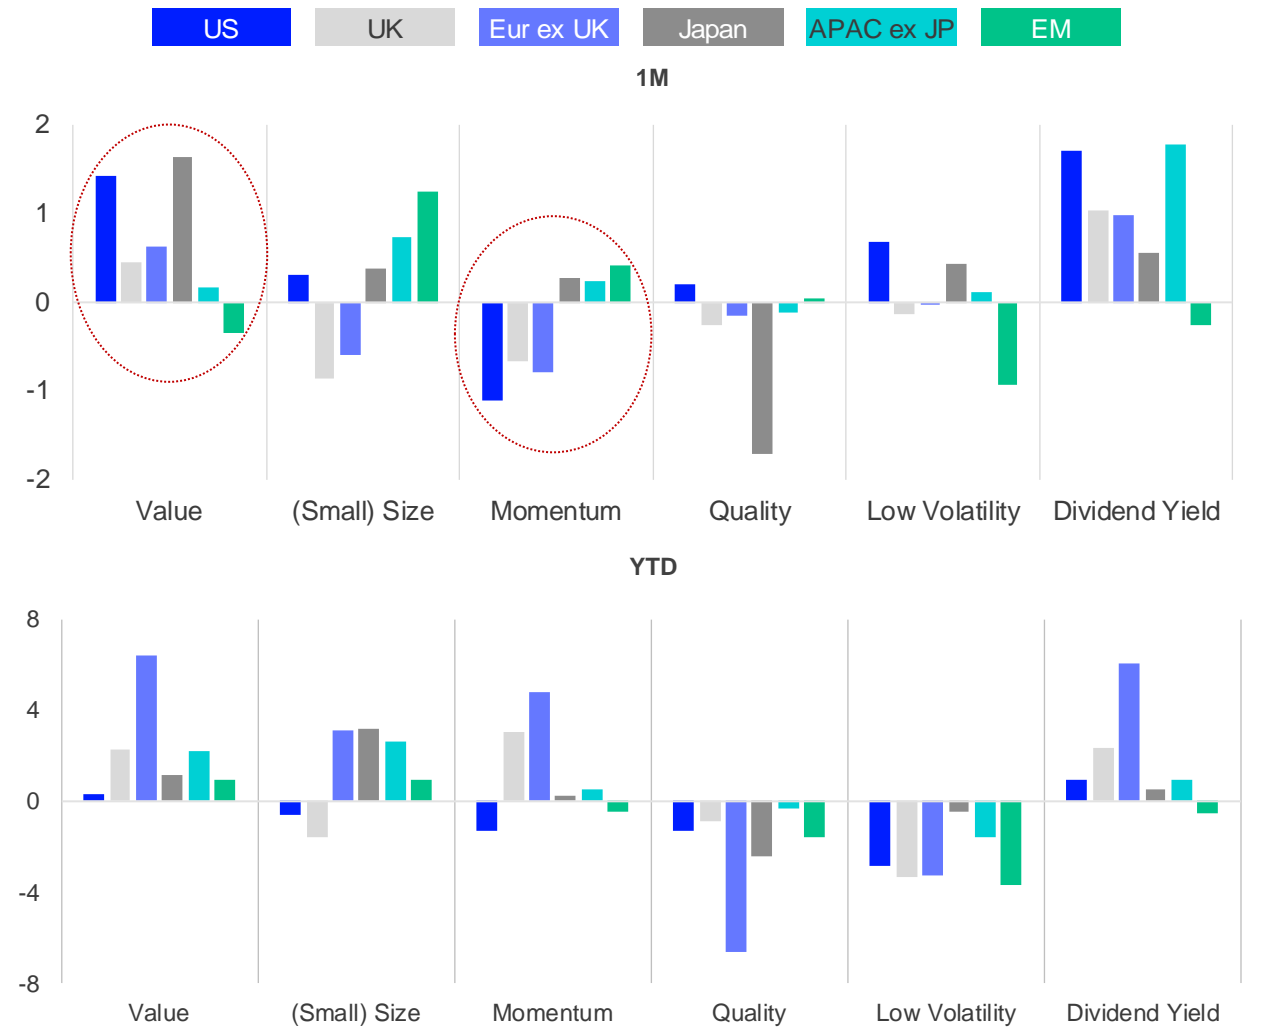 US UK Eur ex UK Japan APAC ex JP EM
1M
2
1
0
-1
-2
Value (Small) Size Momentum Quality Low Volatility Dividend Yield
YTD
8
4
0
-4
-8
Value (Small) Size Momentum Quality Low Volatility Dividend Yield